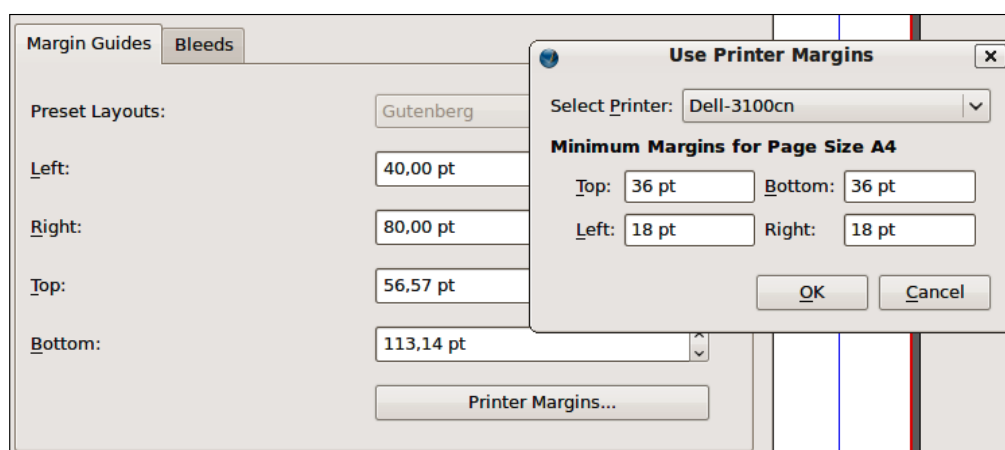 Margin Guides
Bleeds
Preset Layouts:
Gutenberg
Left:
40,00 pt
Right:
80,00 pt
Top:
56,57 pt
Bottom:
113,14 pt
Printer Margins...
Use Printer Margins
Select Printer: Dell-3100cn
Minimum Margins for Page Size A4
Top: 36 pt Bottom: 36 pt
Left: 18 pt Right: 18 pt
OK Cancel